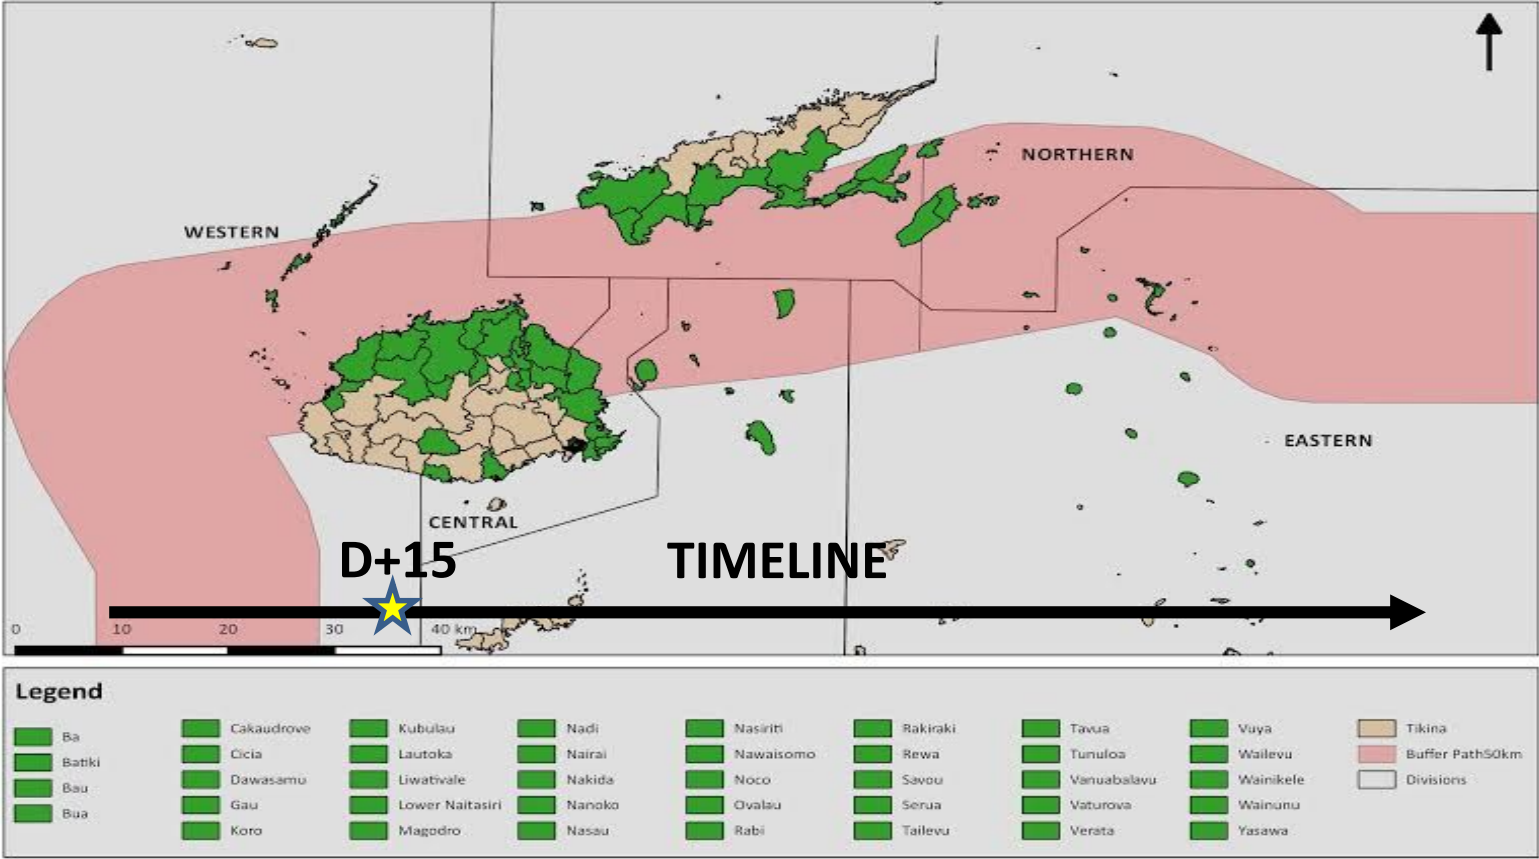 NORTHERN
WESTERN
EASTERN
CENTRAL
D+15
TIMELINE
0 10 20 30 40 km
Legend
Ba
Batiki
Bau
Bua
Cakaudrove
Cicia
Dawasamu
Gau
Koro
Kubulau
Lautoka
Liwativale
Lower Naitasiri
Magodro
Nadi
Nairai
Nakida
Nanoko
Nasau
Nasiriti
Nawaisomo
Noco
Ovalau
Rabi
Rakiraki
Rewa
Savou
Serua
Tailevu
Tavua
Tunuloa
Vanuabalavu
Vaturova
Verata
Vuya
Wailevu
Wainikele
Wainunu
Yasawa
Tikina
Buffer Path50km
Divisions